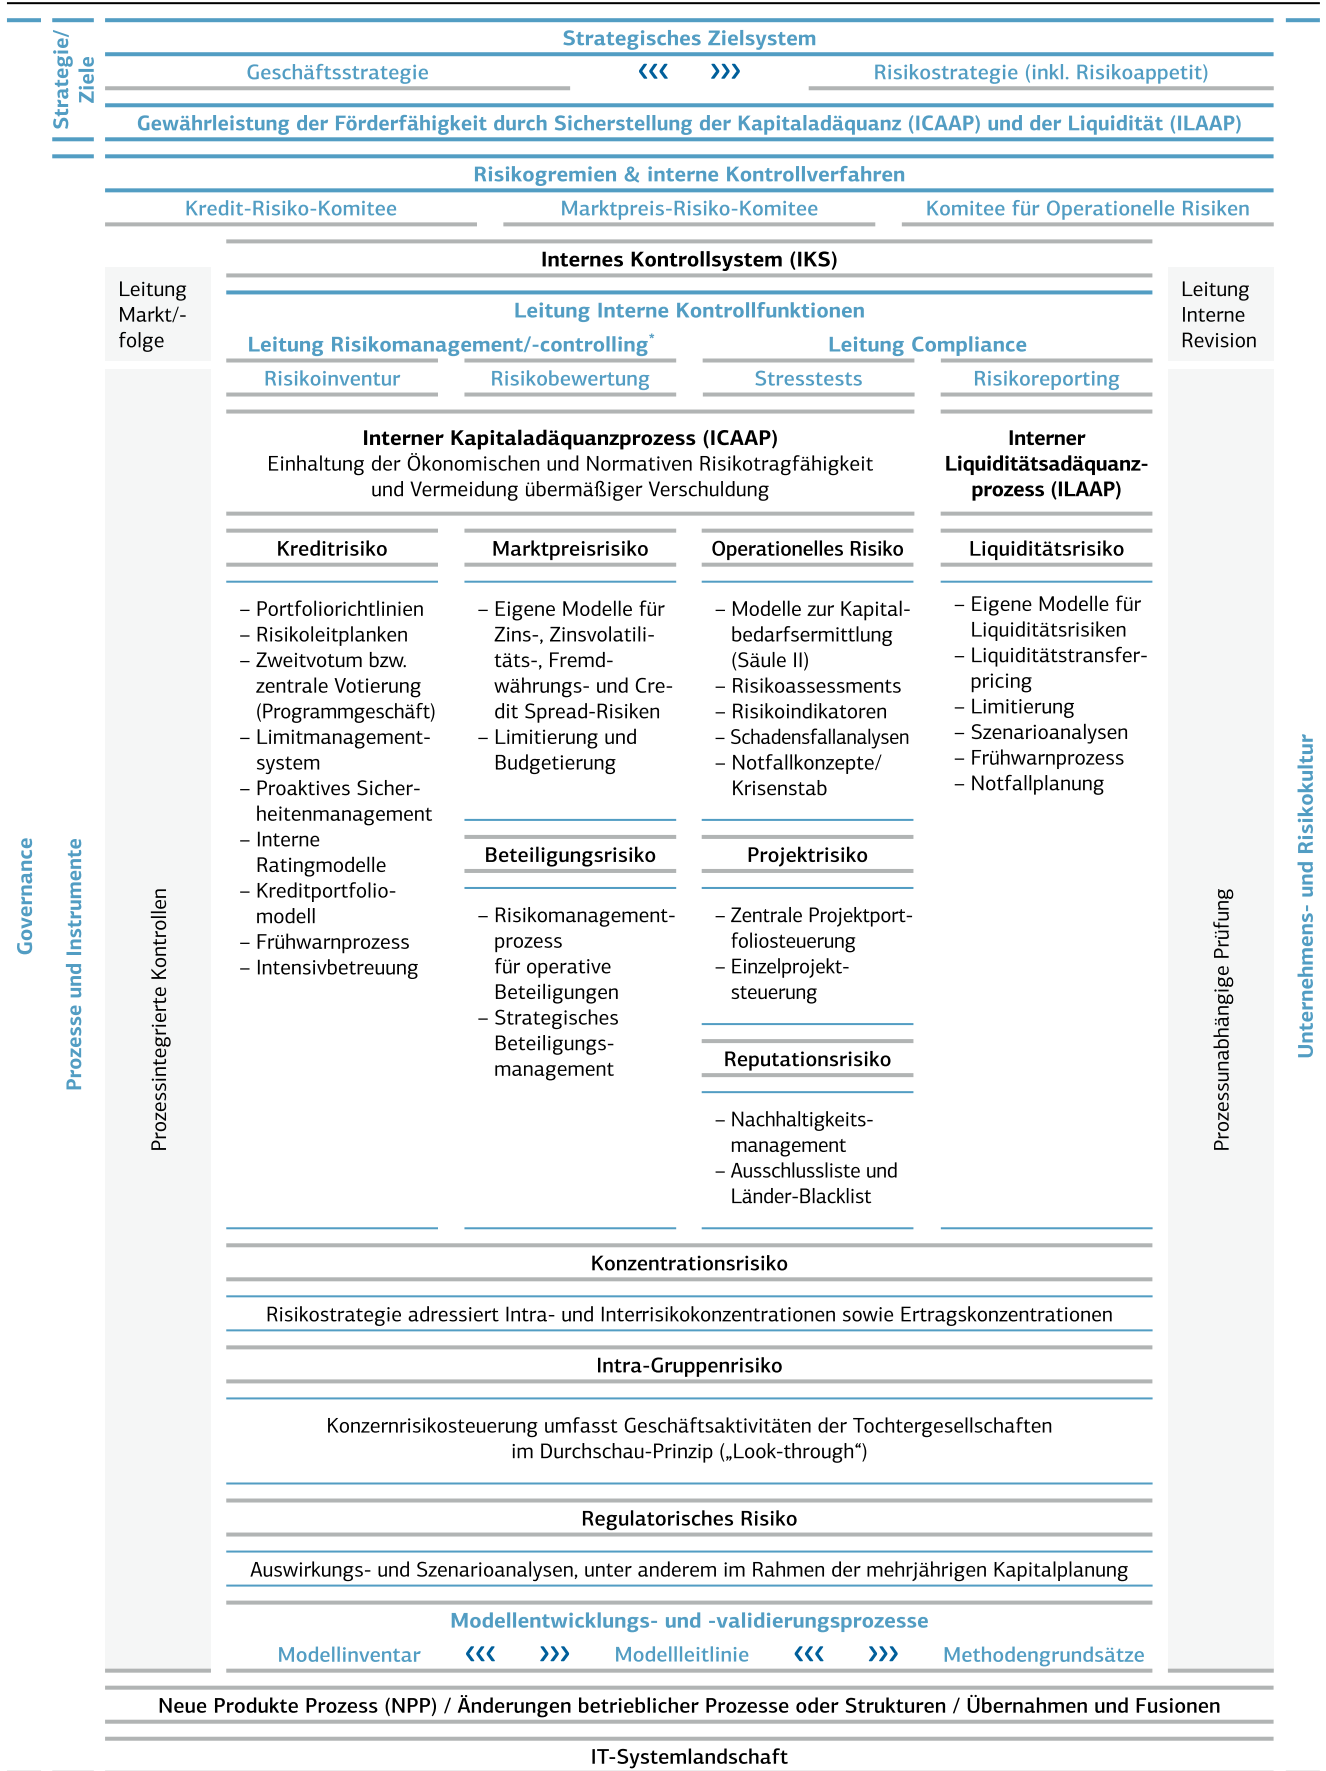 Strategie/
Ziele
Strategisches Zielsystem
Geschäftsstrategie ‹‹‹ ››› Risikostrategie (inkl. Risikoappetit)
Gewährleistung der Förderfähigkeit durch Sicherstellung der Kapitaladäquanz (ICAAP) und der Liquidität (ILAAP)
Risikogremien & interne Kontrollverfahren
Kredit-Risiko-Komitee
Marktpreis-Risiko-Komitee
Komitee für Operationelle Risiken
Internes Kontrollsystem (IKS)
Leitung
Markt/-
folge
Leitung Interne Kontrollfunktionen
Leitung Risikomanagement/-controlling*
Leitung Compliance
Leitung
Interne
Revision
Risikoinventur
Risikobewertung
Stresstests
Risikoreporting
Interner Kapitaladäquanzprozess (ICAAP)
Einhaltung der Ökonomischen und Normativen Risikotragfähigkeit
und Vermeidung übermäßiger Verschuldung
Interner
Liquiditätsadäquanz-
prozess (ILAAP)
Kreditrisiko
– Portfoliorichtlinien
– Risikoleitplanken
– Zweitvotum bzw.
zentrale Votierung
(Programmgeschäft)
– Limitmanagement-
system
– Proaktives Sicher-
heitenmanagement
– Interne
Ratingmodelle
– Kreditportfolio-
modell
– Frühwarnprozess
– Intensivbetreuung
Marktpreisrisiko
– Eigene Modelle für
Zins-, Zinsvolatili-
täts-, Fremd-
währungs- und Cre-
dit Spread-Risiken
– Limitierung und
Budgetierung
Beteiligungsrisiko
– Risikomanagement-
prozess
für operative
Beteiligungen
– Strategisches
Beteiligungs-
management
Operationelles Risiko
– Modelle zur Kapital-
bedarfsermittlung
(Säule II)
– Risikoassessments
– Risikoindikatoren
– Schadensfallanalysen
– Notfallkonzepte/
Krisenstab
Projektrisiko
– Zentrale Projektport-
foliosteuerung
– Einzelprojekt-
steuerung
Reputationsrisiko
– Nachhaltigkeits-
management
– Ausschlussliste und
Länder-Blacklist
Liquiditätsrisiko
– Eigene Modelle für
Liquiditätsrisiken
– Liquiditätstransfer-
pricing
– Limitierung
– Szenarioanalysen
– Frühwarnprozess
– Notfallplanung
Governance
Prozesse und Instrumente
Prozessintegrierte Kontrollen
Prozessunabhängige Prüfung
Unternehmens- und Risikokultur
Konzentrationsrisiko
Risikostrategie adressiert Intra- und Interrisikokonzentrationen sowie Ertragskonzentrationen
Intra-Gruppenrisiko
Konzernrisikosteuerung umfasst Geschäftsaktivitäten der Tochtergesellschaften
im Durchschau-Prinzip („Look-through“)
Regulatorisches Risiko
Auswirkungs- und Szenarioanalysen, unter anderem im Rahmen der mehrjährigen Kapitalplanung
Modellentwicklungs- und -validierungsprozesse
Modellinventar ‹‹‹ ››› Modellleitlinie ‹‹‹ ››› Methodengrundsätze
Neue Produkte Prozess (NPP) / Änderungen betrieblicher Prozesse oder Strukturen / Übernahmen und Fusionen
IT-Systemlandschaft